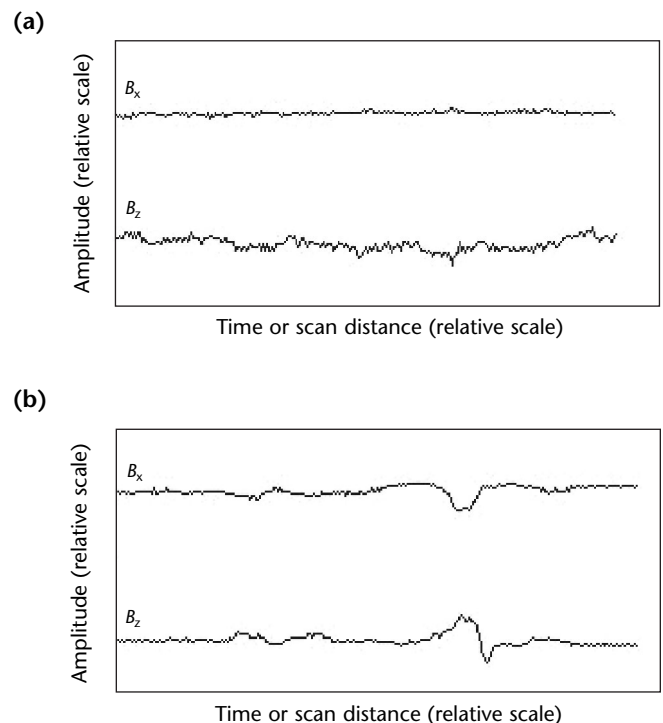 (a)
Amplitude (relative scale)
Bx
Bz
Time or scan distance (relative scale)
(b)
Amplitude (relative scale)
Bx
Bz
Time or scan distance (relative scale)